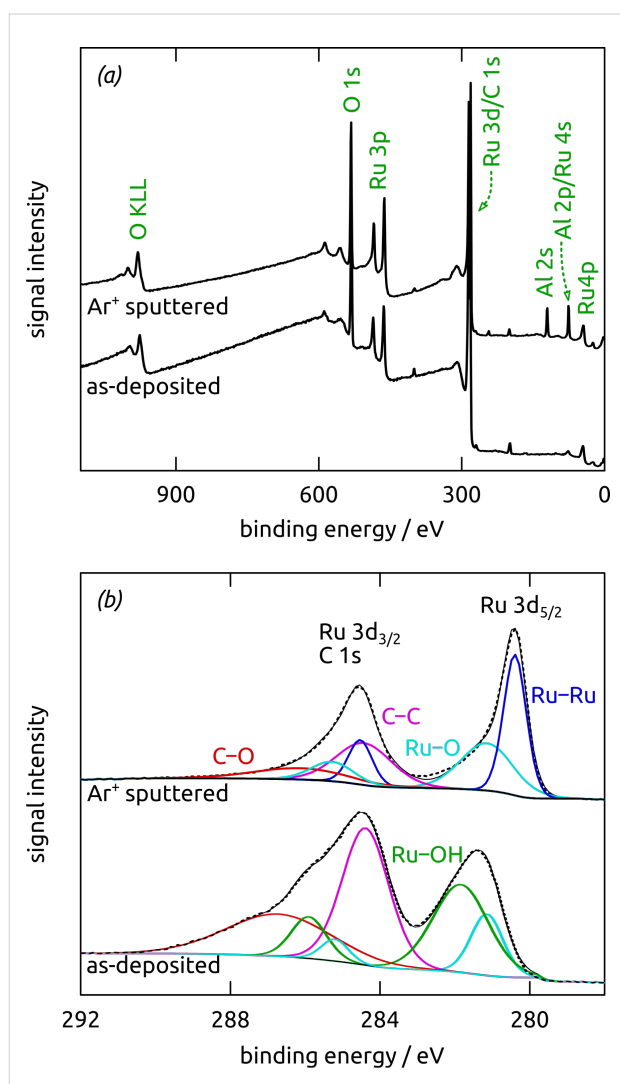 (a)
O KLL
O 1s
Ru 3p
Ru 3d/C 1s
Al 2s
Al 2p/Ru 4s
Ru4p
Ar⁺ sputtered
as-deposited
signal intensity
900 600 300 0
binding energy / eV
(b)
Ru 3d₃/₂
C 1s
Ru 3d₅/₂
C–O
C–C
Ru–O
Ru–Ru
Ar⁺ sputtered
Ru–OH
as-deposited
signal intensity
292 288 284 280
binding energy / eV